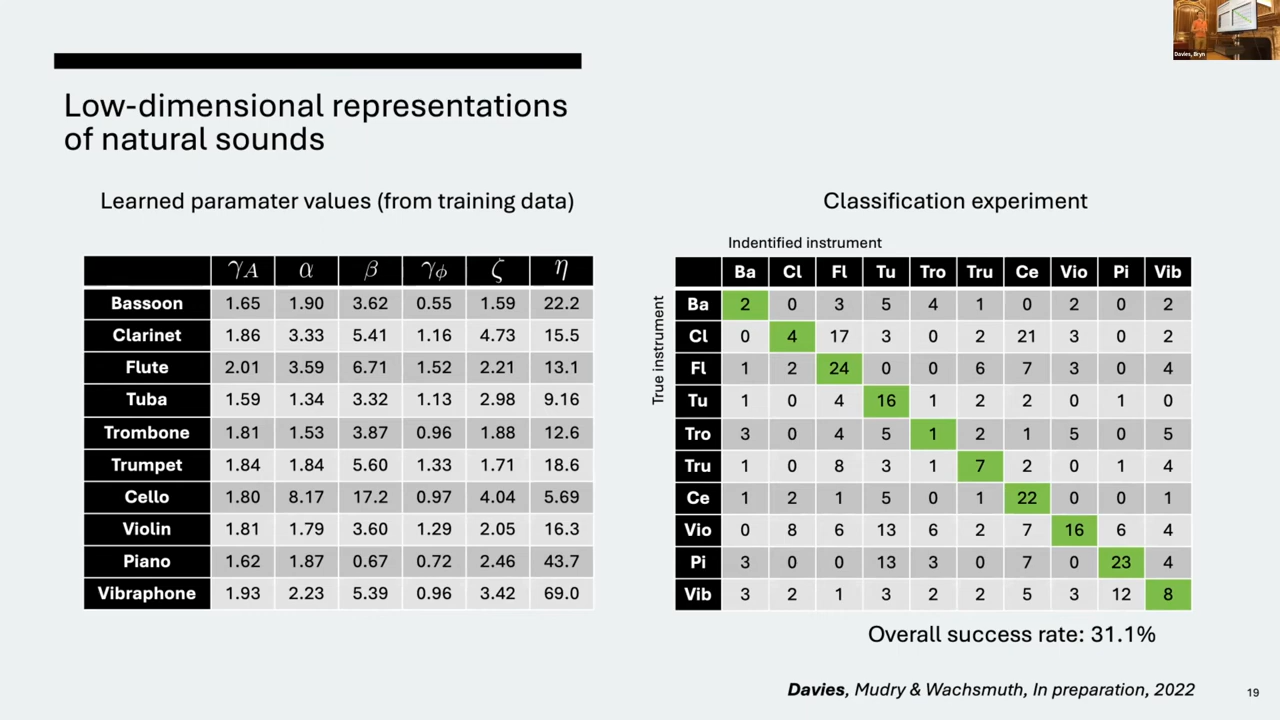 Davies, Bryn
Low-dimensional representations
of natural sounds
Learned paramater values (from training data)
γA α β γϕ ζ η
Bassoon 1.65 1.90 3.62 0.55 1.59 22.2
Clarinet 1.86 3.33 5.41 1.16 4.73 15.5
Flute 2.01 3.59 6.71 1.52 2.21 13.1
Tuba 1.59 1.34 3.32 1.13 2.98 9.16
Trombone 1.81 1.53 3.87 0.96 1.88 12.6
Trumpet 1.84 1.84 5.60 1.33 1.71 18.6
Cello 1.80 8.17 17.2 0.97 4.04 5.69
Violin 1.81 1.79 3.60 1.29 2.05 16.3
Piano 1.62 1.87 0.67 0.72 2.46 43.7
Vibraphone 1.93 2.23 5.39 0.96 3.42 69.0
Classification experiment
Indentified instrument
True instrument
Ba Cl Fl Tu Tro Tru Ce Vio Pi Vib
Ba 2 0 3 5 4 1 0 2 0 2
Cl 0 4 17 3 0 2 21 3 0 2
Fl 1 2 24 0 0 6 7 3 0 4
Tu 1 0 4 16 1 2 2 0 1 0
Tro 3 0 4 5 1 2 1 5 0 5
Tru 1 0 8 3 1 7 2 0 1 4
Ce 1 2 1 5 0 1 22 0 0 1
Vio 0 8 6 13 6 2 7 16 6 4
Pi 3 0 0 13 3 0 7 0 23 4
Vib 3 2 1 3 2 2 5 3 12 8
Overall success rate: 31.1%
Davies, Mudry & Wachsmuth, In preparation, 2022
19